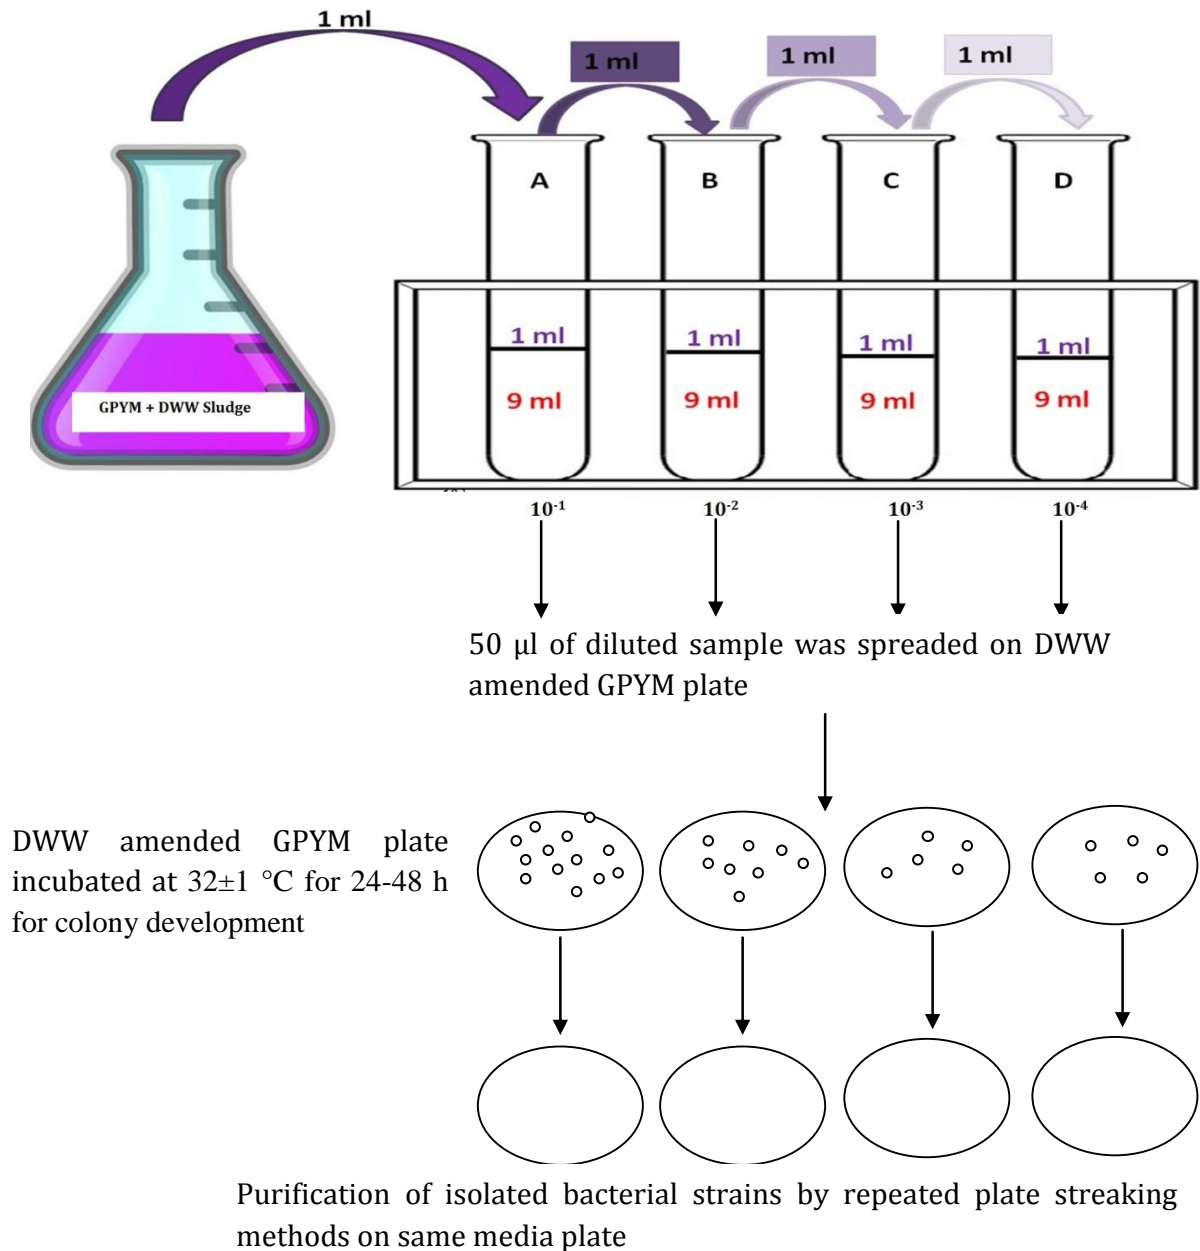 1 ml
1 ml
1 ml
1 ml
A
B
C
D
1 ml
1 ml
1 ml
1 ml
9 ml
9 ml
9 ml
9 ml
GPYM + DWW Sludge
10-1
10-2
10-3
10-4
50 µl of diluted sample was spreaded on DWW
amended GPYM plate
DWW amended GPYM plate
incubated at 32±1 °C for 24-48 h
for colony development
Purification of isolated bacterial strains by repeated plate streaking
methods on same media plate